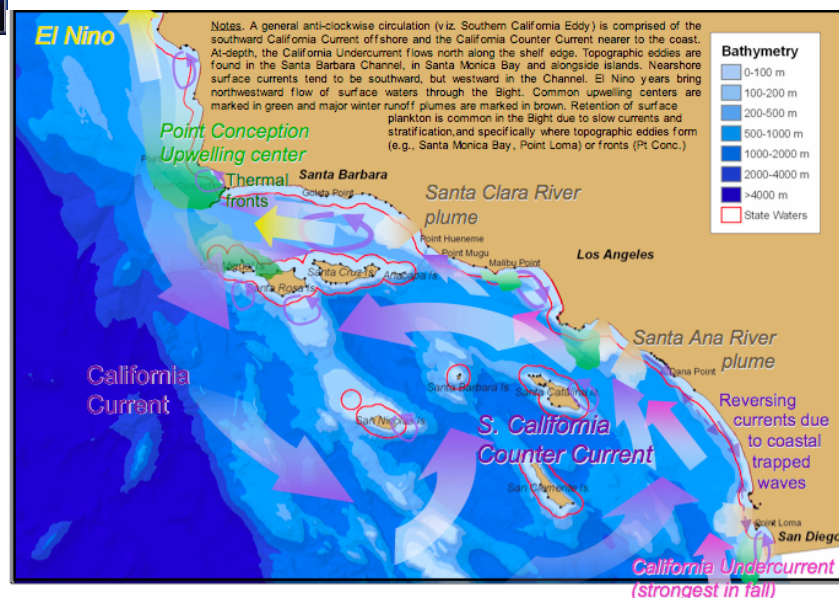 El Nino
Notes. A general anti-clockwise circulation (viz. Southern California Eddy) is comprised of the
southward California Current offshore and the California Counter Current nearer to the coast.
At-depth, the California Undercurrent flows north along the shelf edge. Topographic eddies are
found in the Santa Barbara Channel, in Santa Monica Bay and alongside islands. Nearshore
surface currents tend to be southward, but westward in the Channel. El Nino years bring
northwestward flow of surface waters through the Bight. Common upwelling centers are
marked in green and major winter runoff plumes are marked in brown. Retention of surface
plankton is common in the Bight due to slow currents and
stratification,and specifically where topographic eddies form
(e.g., Santa Monica Bay, Point Loma) or fronts (Pt Conc.)
Bathymetry
0-100 m
100-200 m
200-500 m
500-1000 m
1000-2000 m
2000-4000 m
>4000 m
State Waters
Point Conception
Upwelling center
Thermal
fronts
Santa Barbara
Goleta Point
Santa Clara River
plume
Point Hueneme
Point Mugu
Maliby Point
Los Angeles
San Miguel Is
Santa Cruz Is
Anacapa Is
Santa Rosa Is
Santa Ana River
plume
Dana Point
California
Current
Santa Barbara Is
Santa Catalina Is
San Nicolas Is
S. California
Counter Current
Reversing
currents due
to coastal
trapped
waves
San Clemente Is
Point Loma
San Diego
California Undercurrent
(strongest in fall)